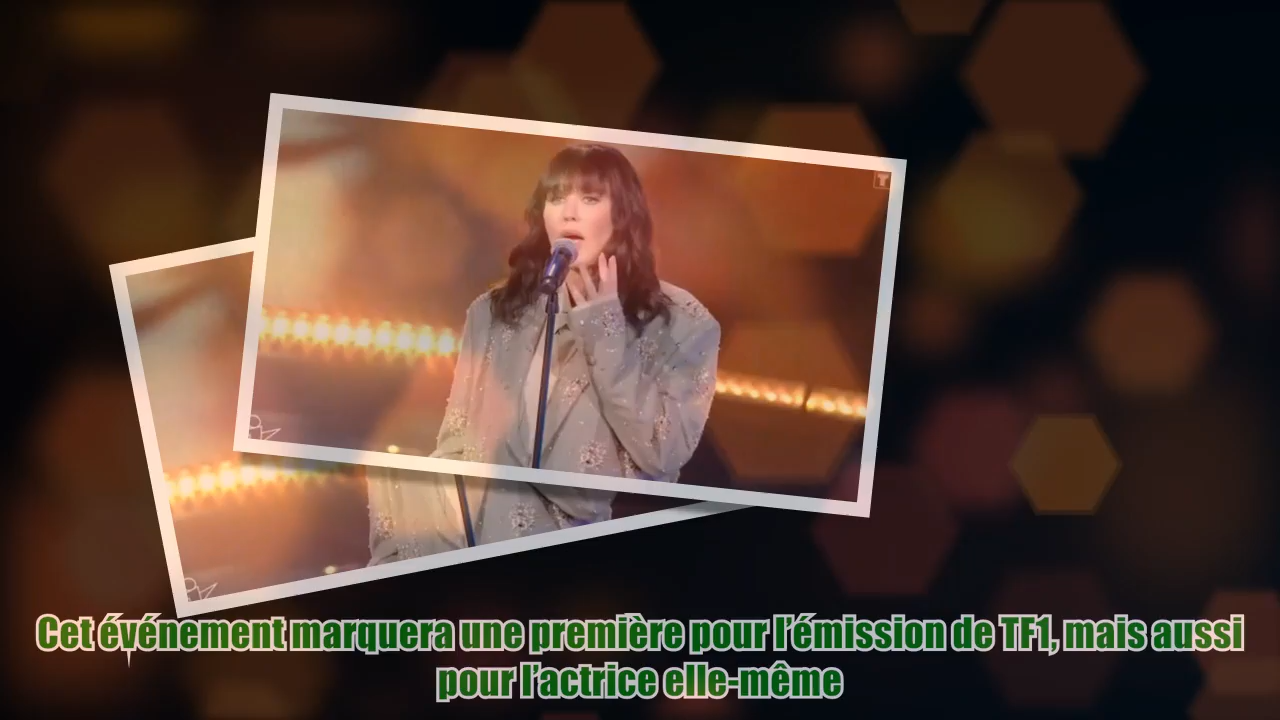 Cet événement marquera une première pour l'émission de TF1, mais aussi
pour l'actrice elle-même